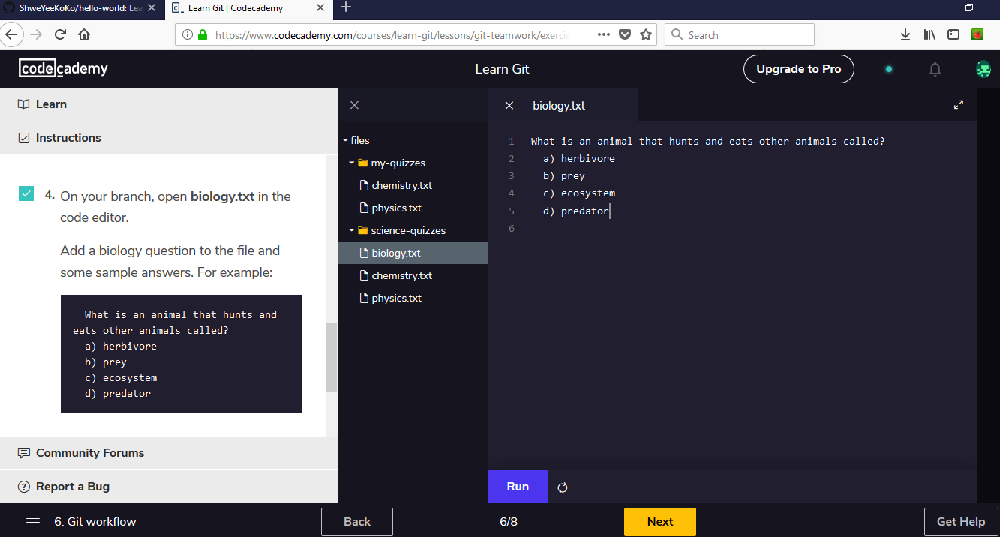 ShweYeeKoKo/hello-world: Lea
Learn Git | Codecademy
https://www.codecademy.com/courses/learn-git/lessons/git-teamwork/exercis
Search
codecademy
Learn Git
Upgrade to Pro
Learn
Instructions
4. On your branch, open biology.txt in the
code editor.
Add a biology question to the file and
some sample answers. For example:
What is an animal that hunts and
eats other animals called?
a) herbivore
b) prey
c) ecosystem
d) predator
Community Forums
Report a Bug
files
my-quizzes
chemistry.txt
physics.txt
science-quizzes
biology.txt
chemistry.txt
physics.txt
biology.txt
1 What is an animal that hunts and eats other animals called?
2 a) herbivore
3 b) prey
4 c) ecosystem
5 d) predator
6
Run
6. Git workflow
Back
6/8
Next
Get Help